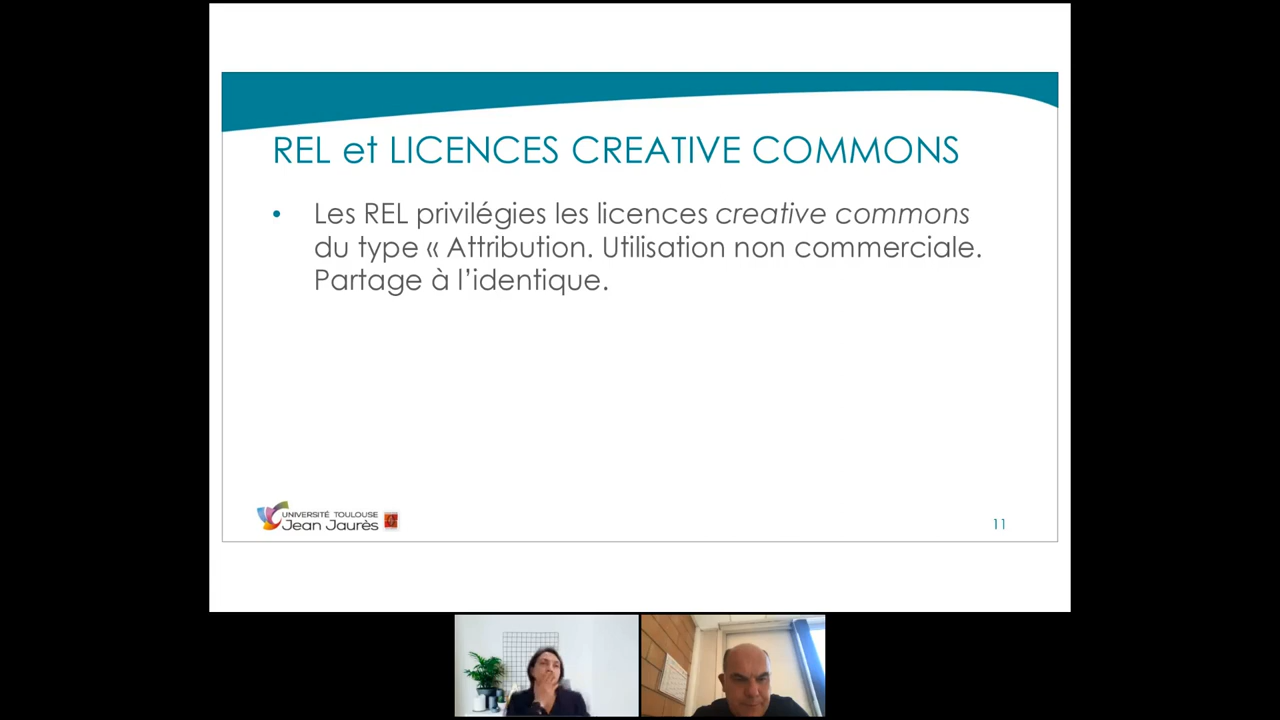 REL et LICENCES CREATIVE COMMONS
• Les REL privilégies les licences creative commons
du type « Attribution. Utilisation non commerciale.
Partage à l’identique.
UNIVERSITÉ TOULOUSE
Jean Jaurès
11